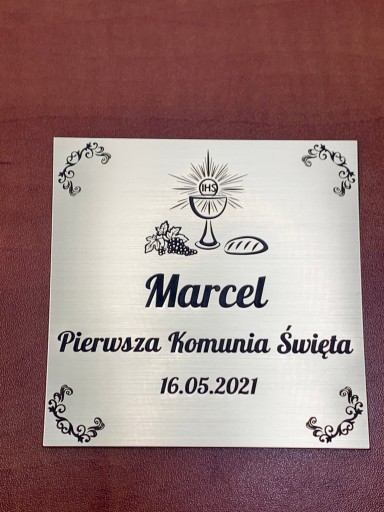 IHS
Marcel
Pierwsza Komunia Święta
16.05.2021